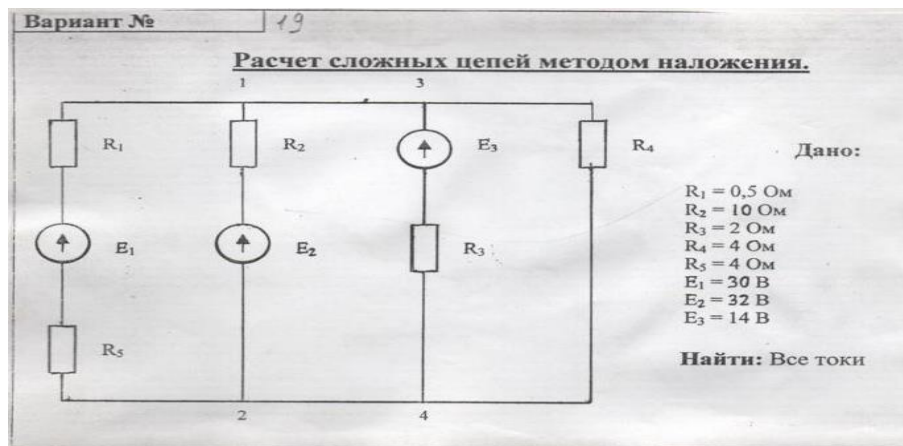 Вариант № 19
Расчет сложных цепей методом наложения.
1 3
R₁ R₂ E₃ R₄
Дано:
R₁ = 0,5 Ом
R₂ = 10 Ом
R₃ = 2 Ом
R₄ = 4 Ом
R₅ = 4 Ом
E₁ = 30 В
E₂ = 32 В
E₃ = 14 В
Найти: Все токи
E₁ E₂ R₃
R₅
2 4